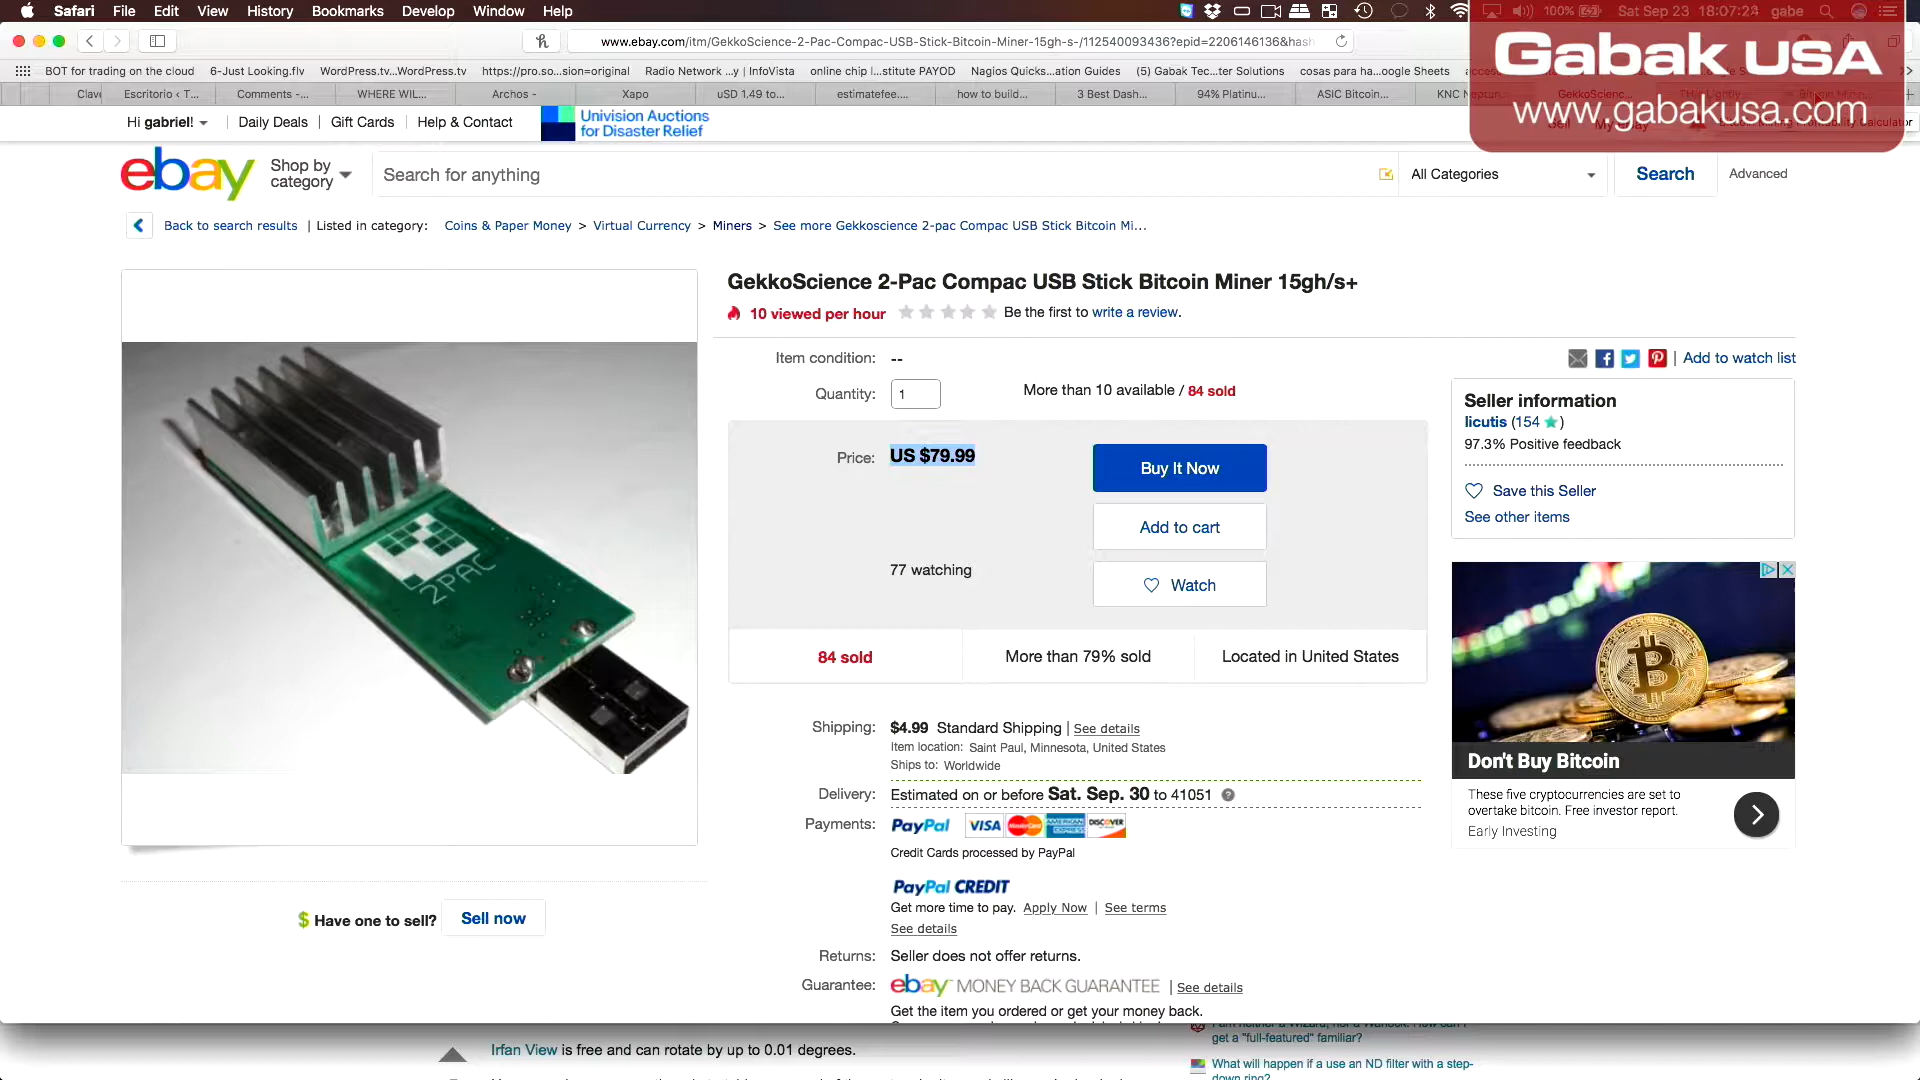 Safari File Edit View History Bookmarks Develop Window Help 100% Sat Sep 23 18:07:24 gabe
www.ebay.com/itm/GekkoScience-2-Pac-Compac-USB-Stick-Bitcoin-Miner-15gh-s-/112540093436?epid=2206146136&hash
BOT for trading on the cloud 6-Just Looking.flv WordPress.tv...WordPress.tv https://pro.so...sion=original Radio Network ...y | InfoVista online chip l...stitute PAYOD Nagios Quicks...ation Guides (5) Gabak Tec...ter Solutions cosas para ha...oogle Sheets
Clave Escritorio ‹ T... Comments -... WHERE WIL... Archos - Xapo uSD 1.49 to... estimatefee.... how to build... 3 Best Dash... 94% Platinu... ASIC Bitcoin... KNC Neptun... GekkoScienc...
Gabak USA
www.gabakusa.com
Hi gabriel! Daily Deals Gift Cards Help & Contact Univision Auctions
for Disaster Relief
ebay Shop by
category Search for anything All Categories Search Advanced
Back to search results | Listed in category: Coins & Paper Money > Virtual Currency > Miners > See more Gekkoscience 2-pac Compac USB Stick Bitcoin Mi...
2PAC
GekkoScience 2-Pac Compac USB Stick Bitcoin Miner 15gh/s+
10 viewed per hour Be the first to write a review.
Item condition: --
Quantity: 1 More than 10 available / 84 sold
Price: US $79.99 Buy It Now
Add to cart
77 watching Watch
84 sold More than 79% sold Located in United States
Shipping: $4.99 Standard Shipping | See details
Item location: Saint Paul, Minnesota, United States
Ships to: Worldwide
Delivery: Estimated on or before Sat. Sep. 30 to 41051
Payments: PayPal VISA MasterCard AMERICAN EXPRESS DISCOVER
Credit Cards processed by PayPal
PayPal CREDIT
Get more time to pay. Apply Now | See terms
See details
Returns: Seller does not offer returns.
Guarantee: ebay MONEY BACK GUARANTEE | See details
Get the item you ordered or get your money back.
Add to watch list
Seller information
licutis (154)
97.3% Positive feedback
Save this Seller
See other items
Don't Buy Bitcoin
These five cryptocurrencies are set to
overtake bitcoin. Free investor report.
Early Investing
$ Have one to sell? Sell now
Irfan View is free and can rotate by up to 0.01 degrees.
get a "full-featured" familiar?
What will happen if a use an ND filter with a step-
down ring?